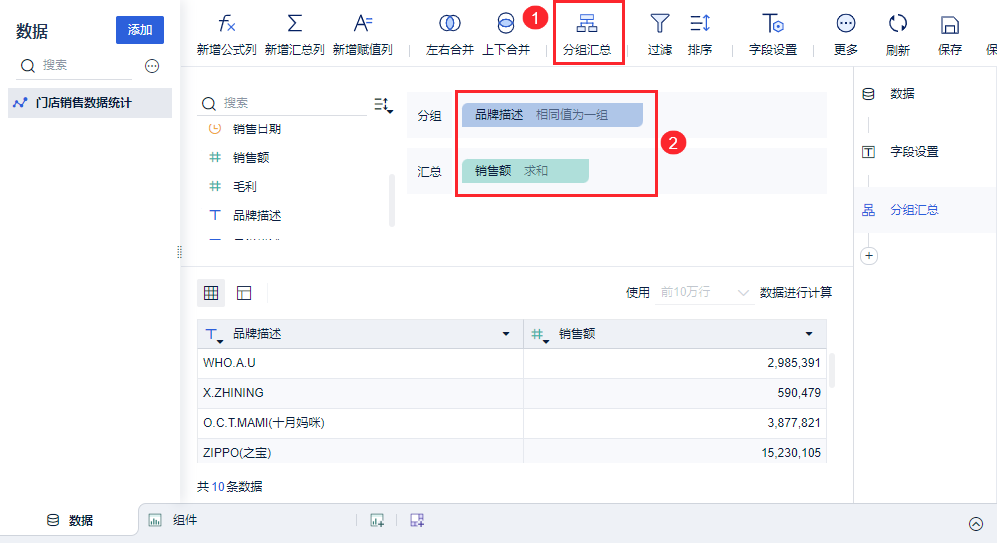 数据
添加
搜索
门店销售数据统计
新增公式列 新增汇总列 新增赋值列 左右合并 上下合并 1 分组汇总 过滤 排序 字段设置 更多 刷新 保存
搜索
销售日期
销售额
毛利
品牌描述
分组 品牌描述 相同值为一组
汇总 销售额 求和
2
数据
字段设置
分组汇总
使用 前10万行 数据进行计算
品牌描述 销售额
WHO.A.U 2,985,391
X.ZHINING 590,479
O.C.T.MAMI(十月妈咪) 3,877,821
ZIPPO(之宝) 15,230,105
共 10 条数据
数据 组件